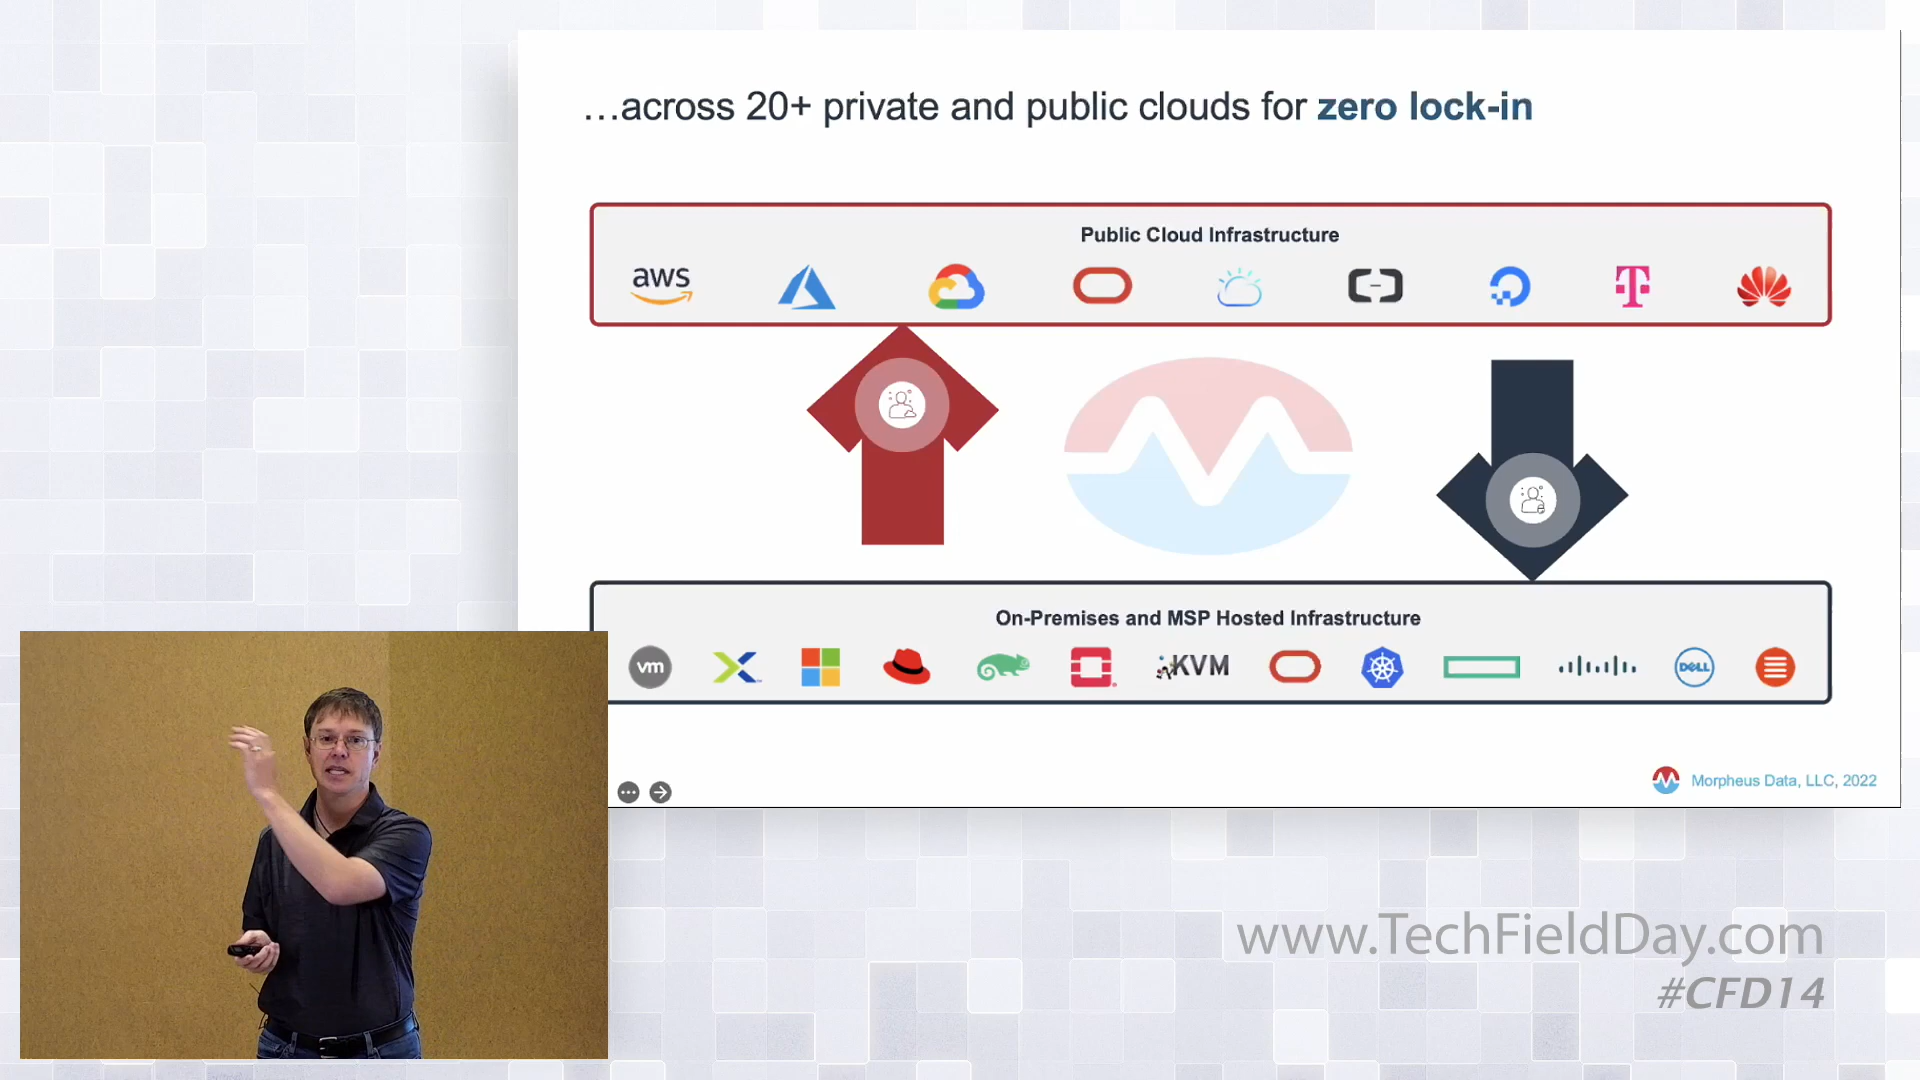 …across 20+ private and public clouds for zero lock-in
Public Cloud Infrastructure
aws
On-Premises and MSP Hosted Infrastructure
vm
KVM
DELL
Morpheus Data, LLC, 2022
www.TechFieldDay.com
#CFD14